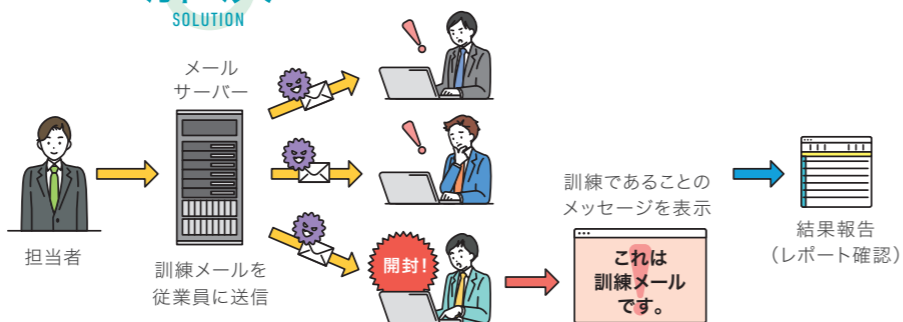 SOLUTION
メール
サーバー
担当者
訓練メールを
従業員に送信
開封!
訓練であることの
メッセージを表示
これは
訓練メール
です。
結果報告
(レポート確認)